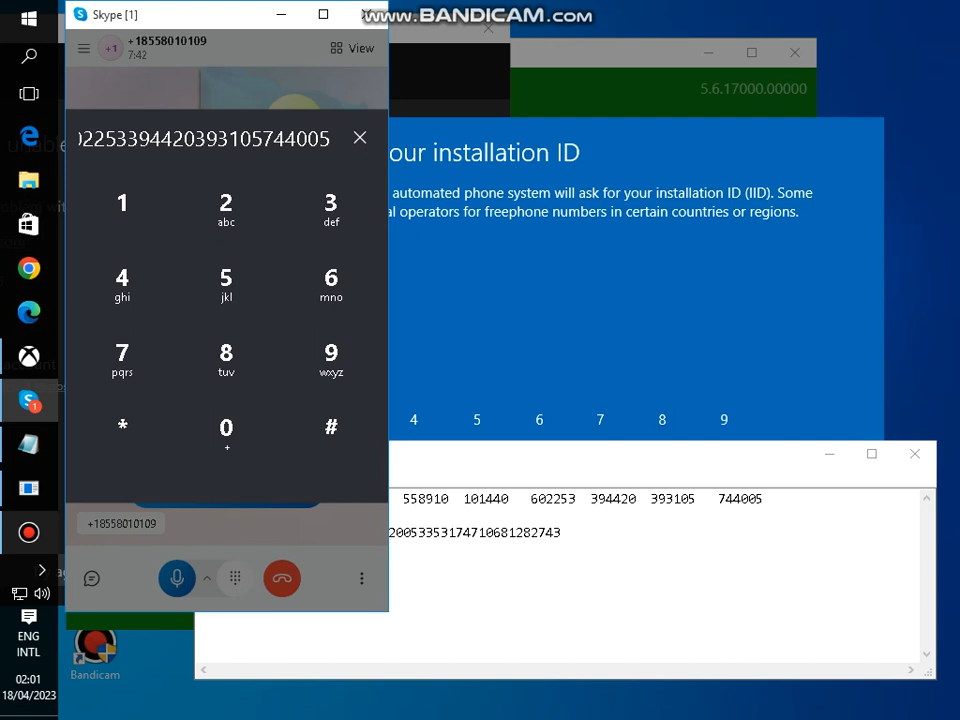 www.BANDICAM.com
Skype [1]
+1
+18558010109
7:42
View
5.6.17000.00000
2253394420393105744005
1
2
abc
3
def
4
ghi
5
jkl
6
mno
7
pqrs
8
tuv
9
wxyz
*
0
+
#
+18558010109
our installation ID
automated phone system will ask for your installation ID (IID). Some
al operators for freephone numbers in certain countries or regions.
4 5 6 7 8 9
558910 101440 602253 394420 393105 744005
20053353174710681282743
Bandicam
1
ENG
INTL
02:01
18/04/2023